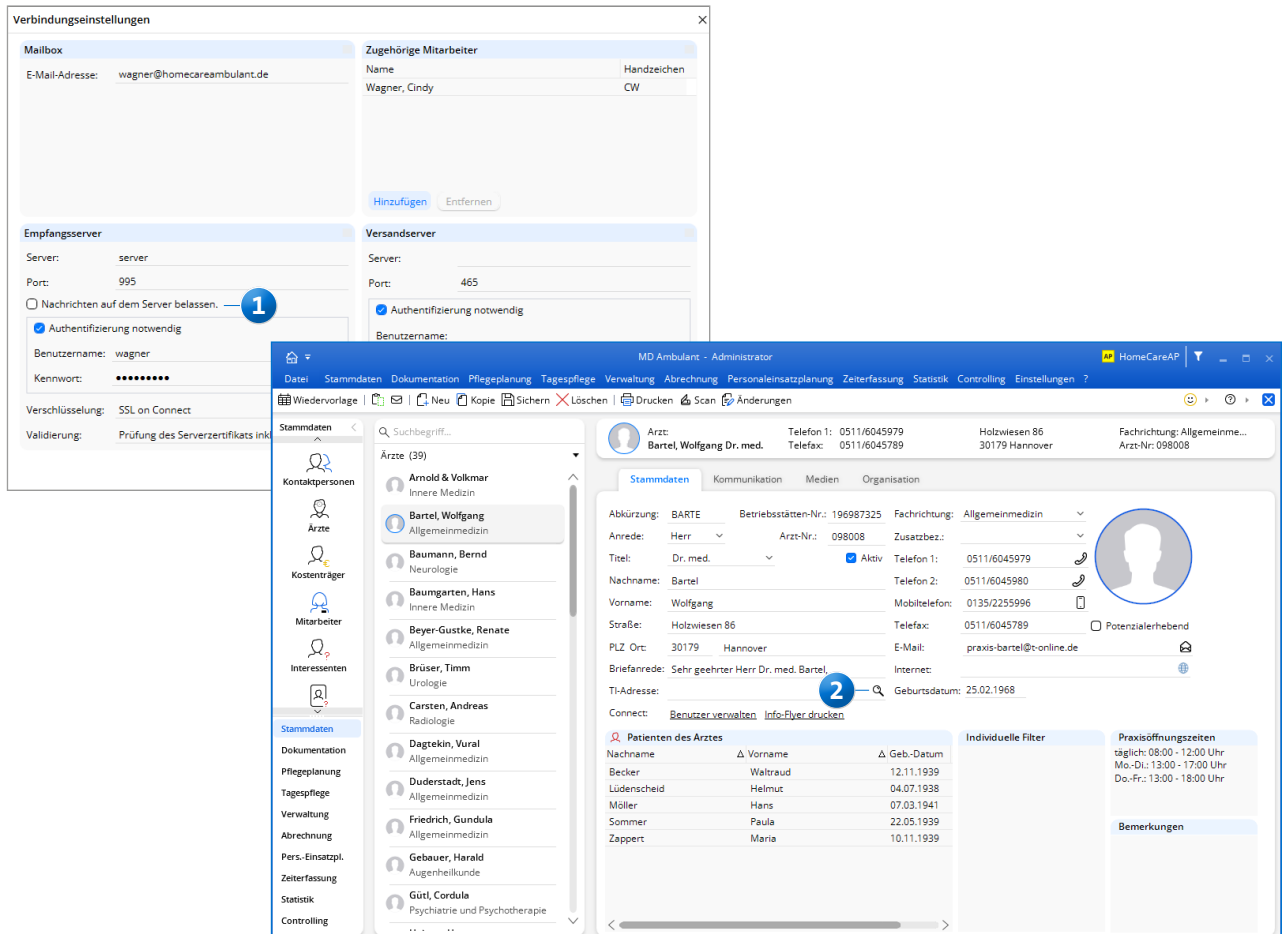 Verbindungseinstellungen
Mailbox
E-Mail-Adresse: wagner@homecareambulant.de
Zugehörige Mitarbeiter
Name Handzeichen
Wagner, Cindy CW
Hinzufügen Entfernen
Empfangsserver
Server: server
Port: 995
Nachrichten auf dem Server belassen.
1
Authentifizierung notwendig
Benutzername: wagner
Kennwort: •••••••••
Verschlüsselung: SSL on Connect
Validierung: Prüfung des Serverzertifikats inkl
Versandserver
Server:
Port: 465
Authentifizierung notwendig
Benutzername:
MD Ambulant - Administrator
AP HomeCareAP
Datei Stammdaten Dokumentation Pflegeplanung Tagespflege Verwaltung Abrechnung Personaleinsatzplanung Zeiterfassung Statistik Controlling Einstellungen ?
Wiedervorlage Neu Kopie Sichern Löschen Drucken Scan Änderungen
Stammdaten
Kontaktpersonen
Ärzte
Kostenträger
Mitarbeiter
Interessenten
Stammdaten
Dokumentation
Pflegeplanung
Tagespflege
Verwaltung
Abrechnung
Pers.-Einsatzpl.
Zeiterfassung
Statistik
Controlling
Suchbegriff...
Ärzte (39)
Arnold & Volkmar
Innere Medizin
Bartel, Wolfgang
Allgemeinmedizin
Baumann, Bernd
Neurologie
Baumgarten, Hans
Innere Medizin
Beyer-Gustke, Renate
Allgemeinmedizin
Brüser, Timm
Urologie
Carsten, Andreas
Radiologie
Dagtekin, Vural
Allgemeinmedizin
Duderstadt, Jens
Allgemeinmedizin
Friedrich, Gundula
Allgemeinmedizin
Gebauer, Harald
Augenheilkunde
Gütl, Cordula
Psychiatrie und Psychotherapie
Arzt: Telefon 1: 0511/6045979 Holzwiesen 86 Fachrichtung: Allgemeinme...
Bartel, Wolfgang Dr. med. Telefax: 0511/6045789 30179 Hannover Arzt-Nr: 098008
Stammdaten Kommunikation Medien Organisation
Abkürzung: BARTE Betriebsstätten-Nr.: 196987325 Fachrichtung: Allgemeinmedizin
Anrede: Herr Arzt-Nr.: 098008 Zusatzbez.:
Titel: Dr. med. Aktiv Telefon 1: 0511/6045979
Nachname: Bartel Telefon 2: 0511/6045980
Vorname: Wolfgang Mobiltelefon: 0135/2255996
Straße: Holzwiesen 86 Telefax: 0511/6045789 Potenzialerhebend
PLZ Ort: 30179 Hannover E-Mail: praxis-bartel@t-online.de
Briefanrede: Sehr geehrter Herr Dr. med. Bartel, Internet:
TI-Adresse: 2 Geburtsdatum: 25.02.1968
Connect: Benutzer verwalten Info-Flyer drucken
Patienten des Arztes
Nachname Vorname Geb.-Datum
Becker Waltraud 12.11.1939
Lüdenscheid Helmut 04.07.1938
Möller Hans 07.03.1941
Sommer Paula 22.05.1939
Zappert Maria 10.11.1939
Individuelle Filter
Praxisöffnungszeiten
täglich: 08:00 - 12:00 Uhr
Mo.-Di.: 13:00 - 17:00 Uhr
Do.-Fr.: 13:00 - 18:00 Uhr
Bemerkungen